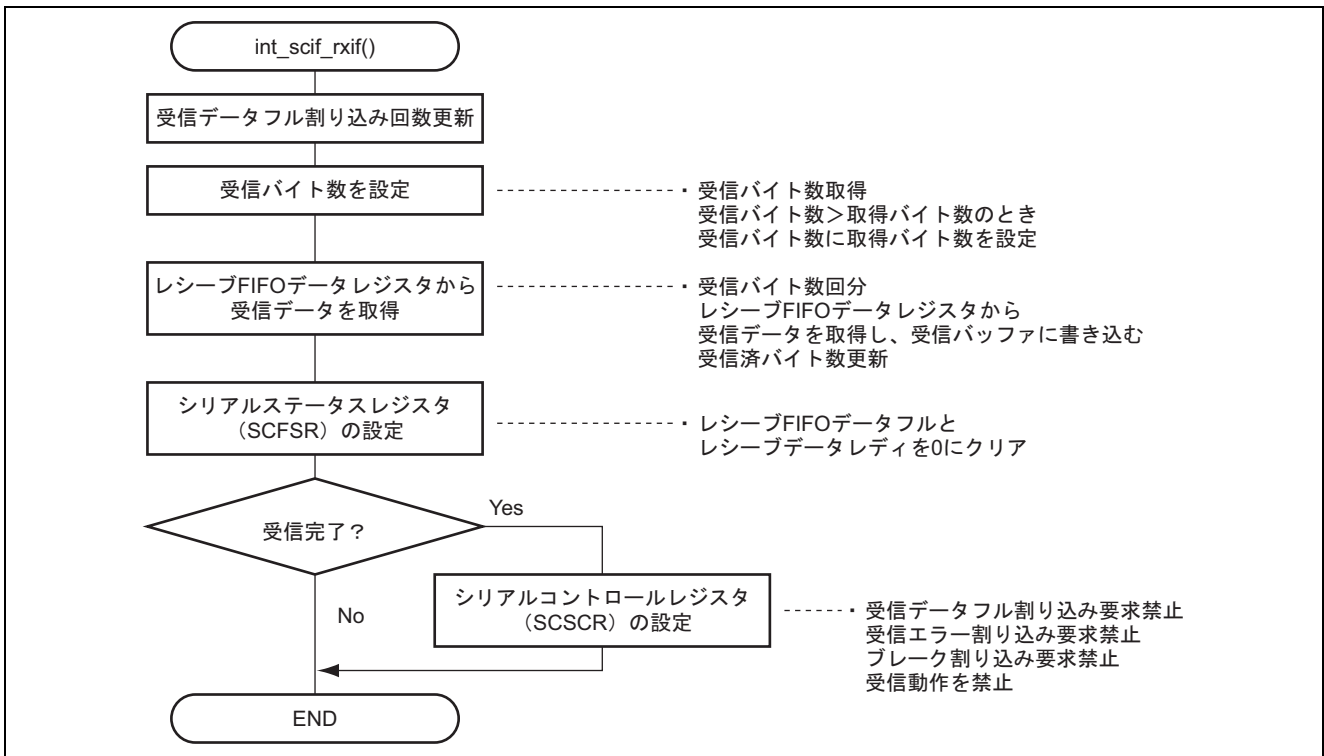 int_scif_rxif()
受信データフル割り込み回数更新
受信バイト数を設定
・受信バイト数取得
受信バイト数＞取得バイト数のとき
受信バイト数に取得バイト数を設定
レシーブFIFOデータレジスタから
受信データを取得
・受信バイト数回分
レシーブFIFOデータレジスタから
受信データを取得し、受信バッファに書き込む
受信済バイト数更新
シリアルステータスレジスタ
（SCFSR）の設定
・レシーブFIFOデータフルと
レシーブデータレディを0にクリア
受信完了？
Yes
No
シリアルコントロールレジスタ
（SCSCR）の設定
・受信データフル割り込み要求禁止
受信エラー割り込み要求禁止
ブレーク割り込み要求禁止
受信動作を禁止
END